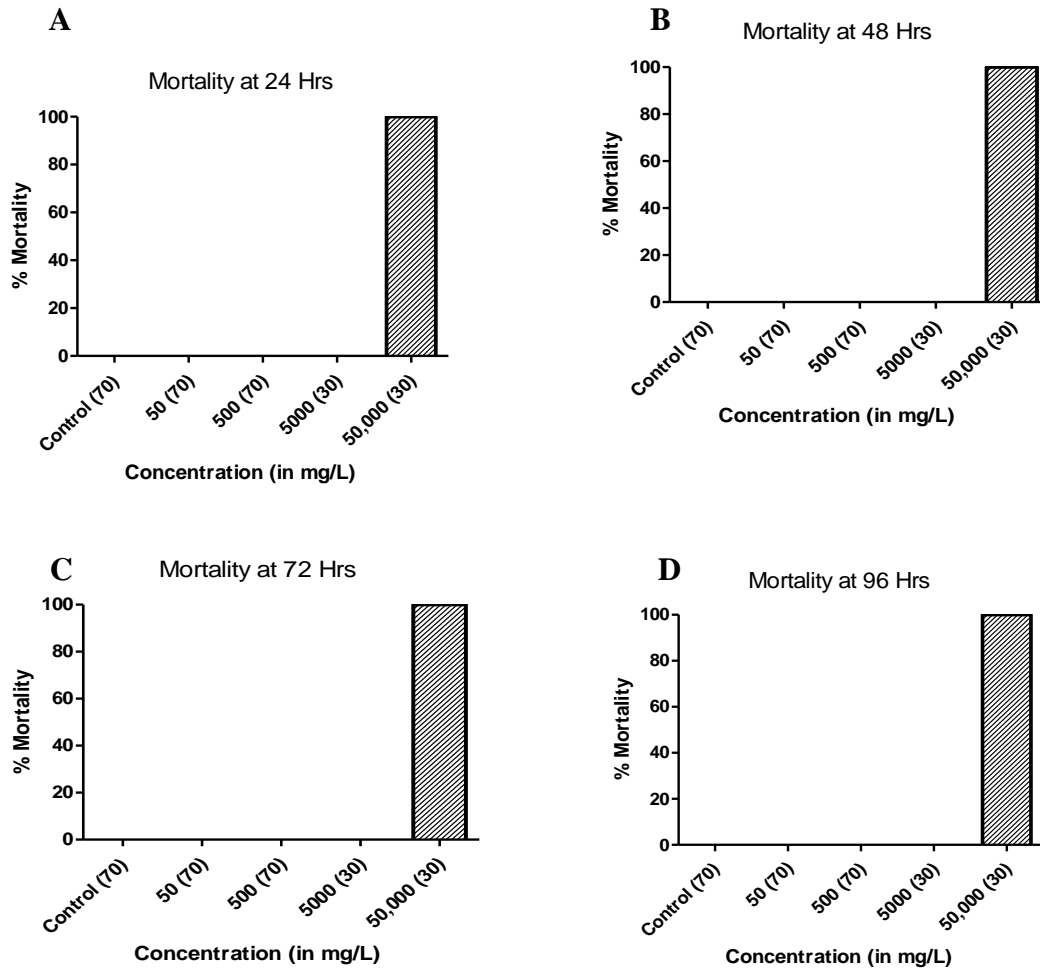 A
Mortality at 24 Hrs
% Mortality
100
80
60
40
20
0
Control (70)
50 (70)
500 (70)
5000 (30)
50,000 (30)
Concentration (in mg/L)
B
Mortality at 48 Hrs
% Mortality
100
80
60
40
20
0
Control (70)
50 (70)
500 (70)
5000 (30)
50,000 (30)
Concentration (in mg/L)
C
Mortality at 72 Hrs
% Mortality
100
80
60
40
20
0
Control (70)
50 (70)
500 (70)
5000 (30)
50,000 (30)
Concentration (in mg/L)
D
Mortality at 96 Hrs
% Mortality
100
80
60
40
20
0
Control (70)
50 (70)
500 (70)
5000 (30)
50,000 (30)
Concentration (in mg/L)